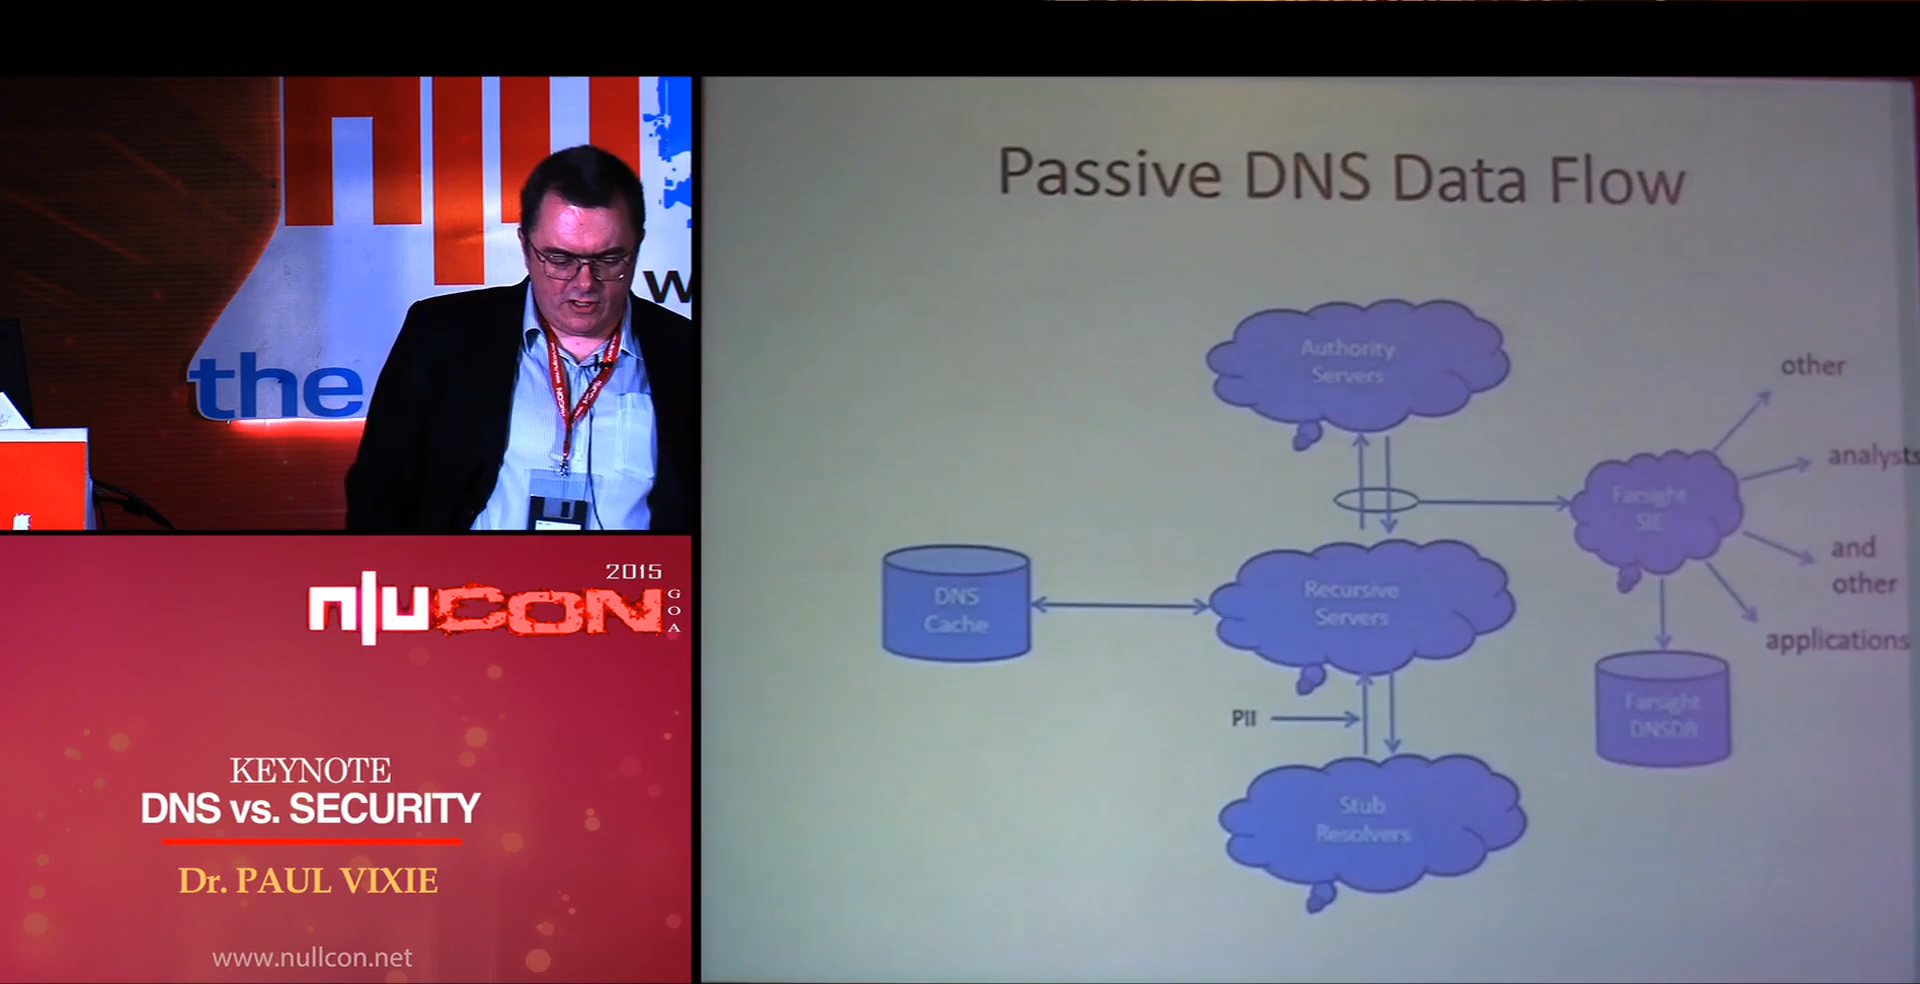 the
w
n|uCON
2015
GOA
KEYNOTE
DNS vs. SECURITY
Dr. PAUL VIXIE
www.nullcon.net
Passive DNS Data Flow
Authority
Servers
other
analysts
Farsight
SIE
and
other
DNS
Cache
Recursive
Servers
applications
PII
Farsight
DNSDB
Stub
Resolvers